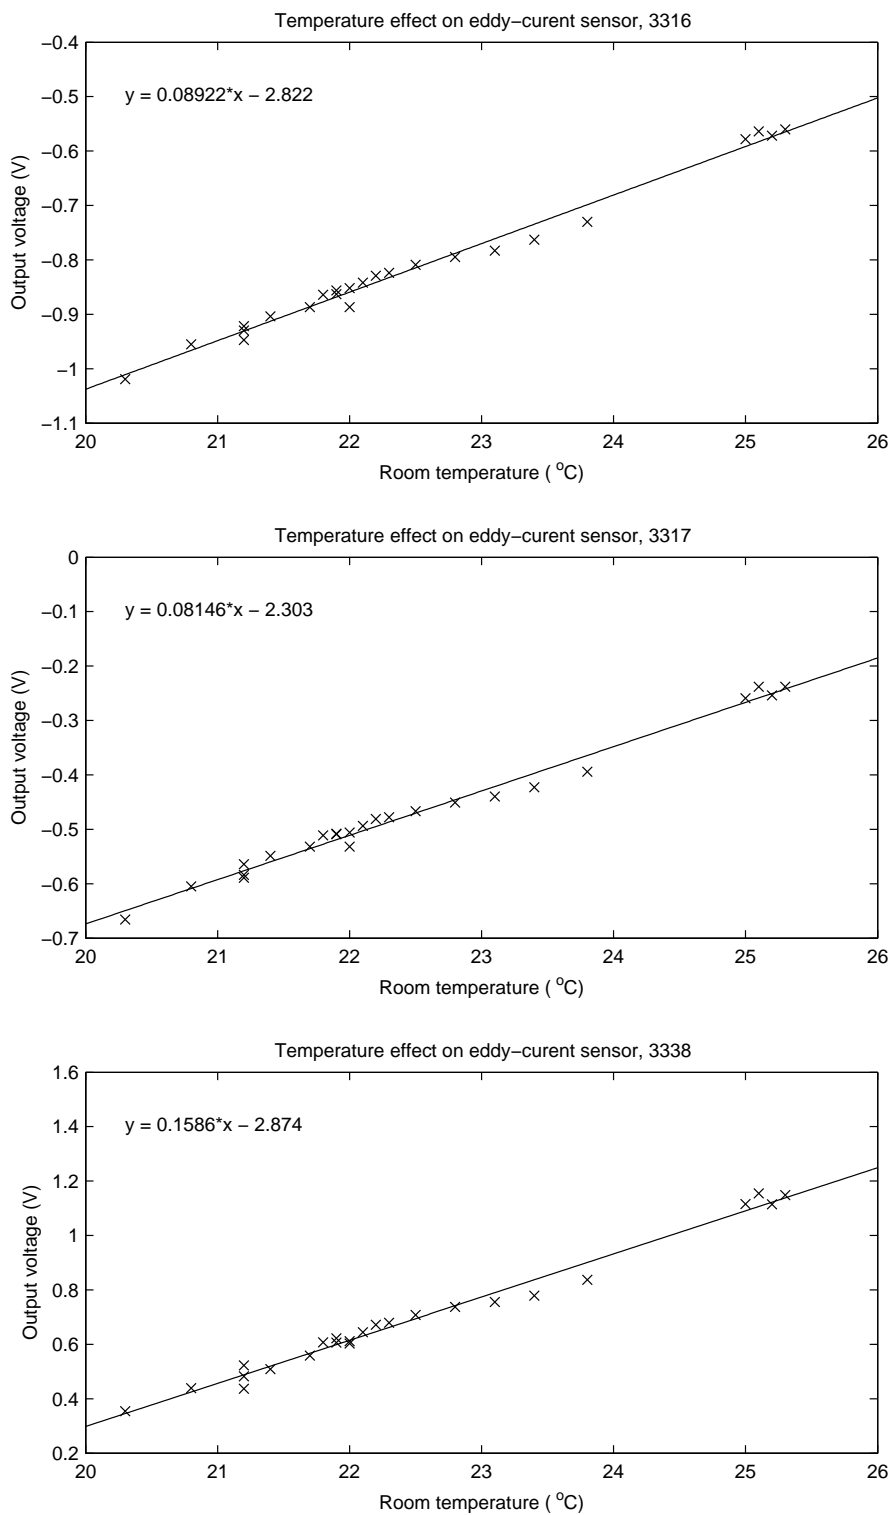 Temperature effect on eddy−curent sensor, 3316
−0.4
y = 0.08922*x − 2.822
−0.5
−0.6
−0.7
Output voltage (V)
−0.8
−0.9
−1
−1.1
20 21 22 23 24 25 26
Room temperature ( °C)
Temperature effect on eddy−curent sensor, 3317
0
y = 0.08146*x − 2.303
−0.1
−0.2
−0.3
Output voltage (V)
−0.4
−0.5
−0.6
−0.7
20 21 22 23 24 25 26
Room temperature ( °C)
Temperature effect on eddy−curent sensor, 3338
1.6
y = 0.1586*x − 2.874
1.4
1.2
1
Output voltage (V)
0.8
0.6
0.4
0.2
20 21 22 23 24 25 26
Room temperature ( °C)